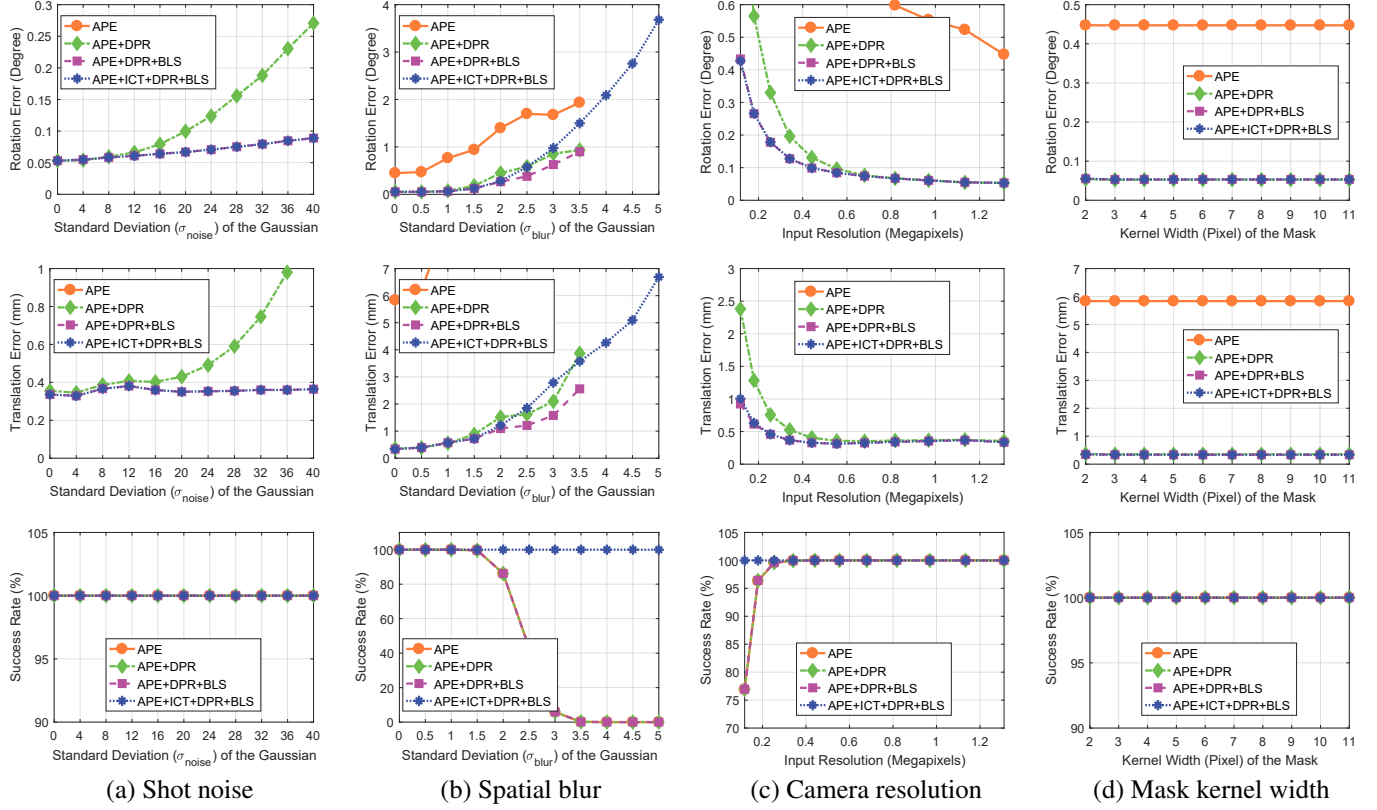 0.3
0.25
0.2
0.15
0.1
0.05
0
Rotation Error (Degree)
APE
APE+DPR
APE+DPR+BLS
APE+ICT+DPR+BLS
0 4 8 12 16 20 24 28 32 36 40
Standard Deviation (σnoise) of the Gaussian
4
3
2
1
0
Rotation Error (Degree)
APE
APE+DPR
APE+DPR+BLS
APE+ICT+DPR+BLS
0 0.5 1 1.5 2 2.5 3 3.5 4 4.5 5
Standard Deviation (σblur) of the Gaussian
0.6
0.5
0.4
0.3
0.2
0.1
0
Rotation Error (Degree)
APE
APE+DPR
APE+DPR+BLS
APE+ICT+DPR+BLS
0.2 0.4 0.6 0.8 1 1.2
Input Resolution (Megapixels)
0.5
0.4
0.3
0.2
0.1
0
Rotation Error (Degree)
APE
APE+DPR
APE+DPR+BLS
APE+ICT+DPR+BLS
2 3 4 5 6 7 8 9 10 11
Kernel Width (Pixel) of the Mask
1
0.8
0.6
0.4
0.2
0
Translation Error (mm)
APE
APE+DPR
APE+DPR+BLS
APE+ICT+DPR+BLS
0 4 8 12 16 20 24 28 32 36 40
Standard Deviation (σnoise) of the Gaussian
7
6
5
4
3
2
1
0
Translation Error (mm)
APE
APE+DPR
APE+DPR+BLS
APE+ICT+DPR+BLS
0 0.5 1 1.5 2 2.5 3 3.5 4 4.5 5
Standard Deviation (σblur) of the Gaussian
3
2.5
2
1.5
1
0.5
0
Translation Error (mm)
APE
APE+DPR
APE+DPR+BLS
APE+ICT+DPR+BLS
0.2 0.4 0.6 0.8 1 1.2
Input Resolution (Megapixels)
7
6
5
4
3
2
1
0
Translation Error (mm)
APE
APE+DPR
APE+DPR+BLS
APE+ICT+DPR+BLS
2 3 4 5 6 7 8 9 10 11
Kernel Width (Pixel) of the Mask
105
100
95
90
Success Rate (%)
APE
APE+DPR
APE+DPR+BLS
APE+ICT+DPR+BLS
0 4 8 12 16 20 24 28 32 36 40
Standard Deviation (σnoise) of the Gaussian
100
80
60
40
20
0
Success Rate (%)
APE
APE+DPR
APE+DPR+BLS
APE+ICT+DPR+BLS
0 0.5 1 1.5 2 2.5 3 3.5 4 4.5 5
Standard Deviation (σblur) of the Gaussian
105
100
95
90
85
80
75
70
Success Rate (%)
APE
APE+DPR
APE+DPR+BLS
APE+ICT+DPR+BLS
0.2 0.4 0.6 0.8 1 1.2
Input Resolution (Megapixels)
105
100
95
90
Success Rate (%)
APE
APE+DPR
APE+DPR+BLS
APE+ICT+DPR+BLS
2 3 4 5 6 7 8 9 10 11
Kernel Width (Pixel) of the Mask
(a) Shot noise
(b) Spatial blur
(c) Camera resolution
(d) Mask kernel width